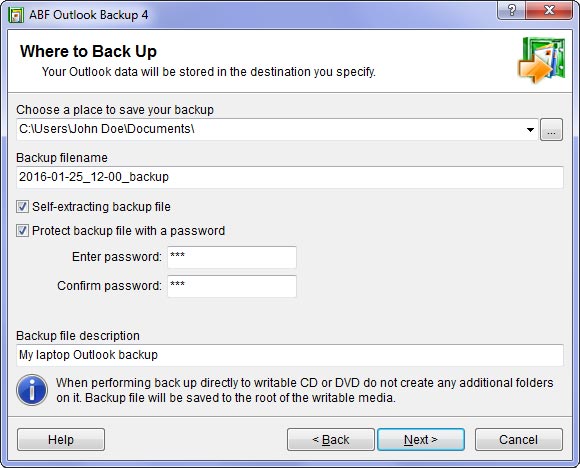 ABF Outlook Backup 4
Where to Back Up
Your Outlook data will be stored in the destination you specify.
Choose a place to save your backup
C:\Users\John Doe\Documents\
...
Backup filename
2016-01-25_12-00_backup
Self-extracting backup file
Protect backup file with a password
Enter password: ***
Confirm password: ***
Backup file description
My laptop Outlook backup
When performing back up directly to writable CD or DVD do not create any additional folders
on it. Backup file will be saved to the root of the writable media.
Help < Back Next > Cancel